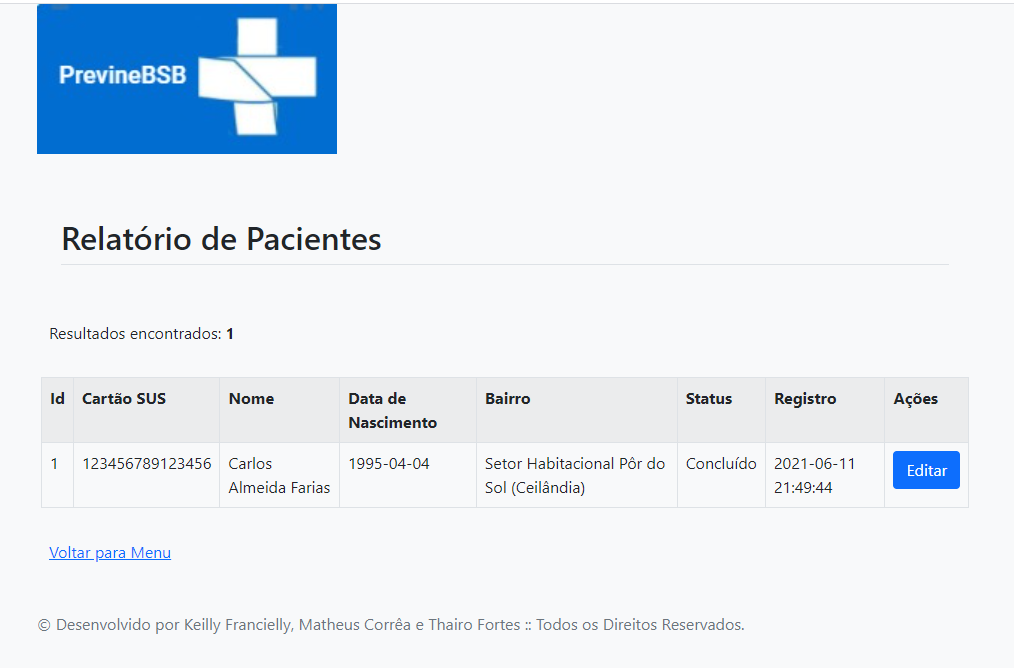 PrevineBSB
Relatório de Pacientes
Resultados encontrados: 1
Id Cartão SUS Nome Data de Nascimento Bairro Status Registro Ações
1 123456789123456 Carlos Almeida Farias 1995-04-04 Setor Habitacional Pôr do Sol (Ceilândia) Concluído 2021-06-11 21:49:44 Editar
Voltar para Menu
© Desenvolvido por Keilly Francielly, Matheus Corrêa e Thairo Fortes :: Todos os Direitos Reservados.